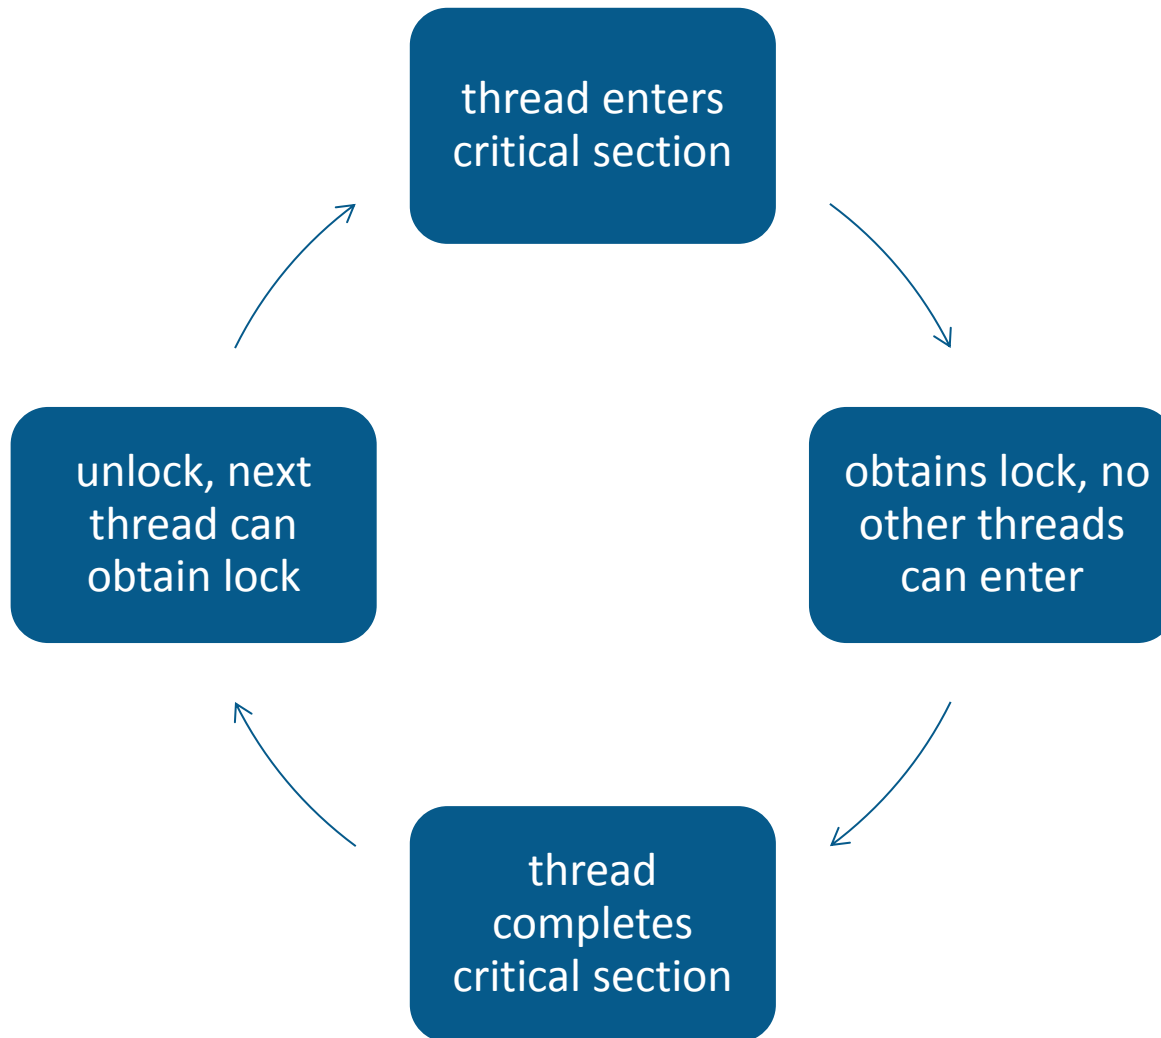 thread enters
critical section
obtains lock, no
other threads
can enter
thread
completes
critical section
unlock, next
thread can
obtain lock